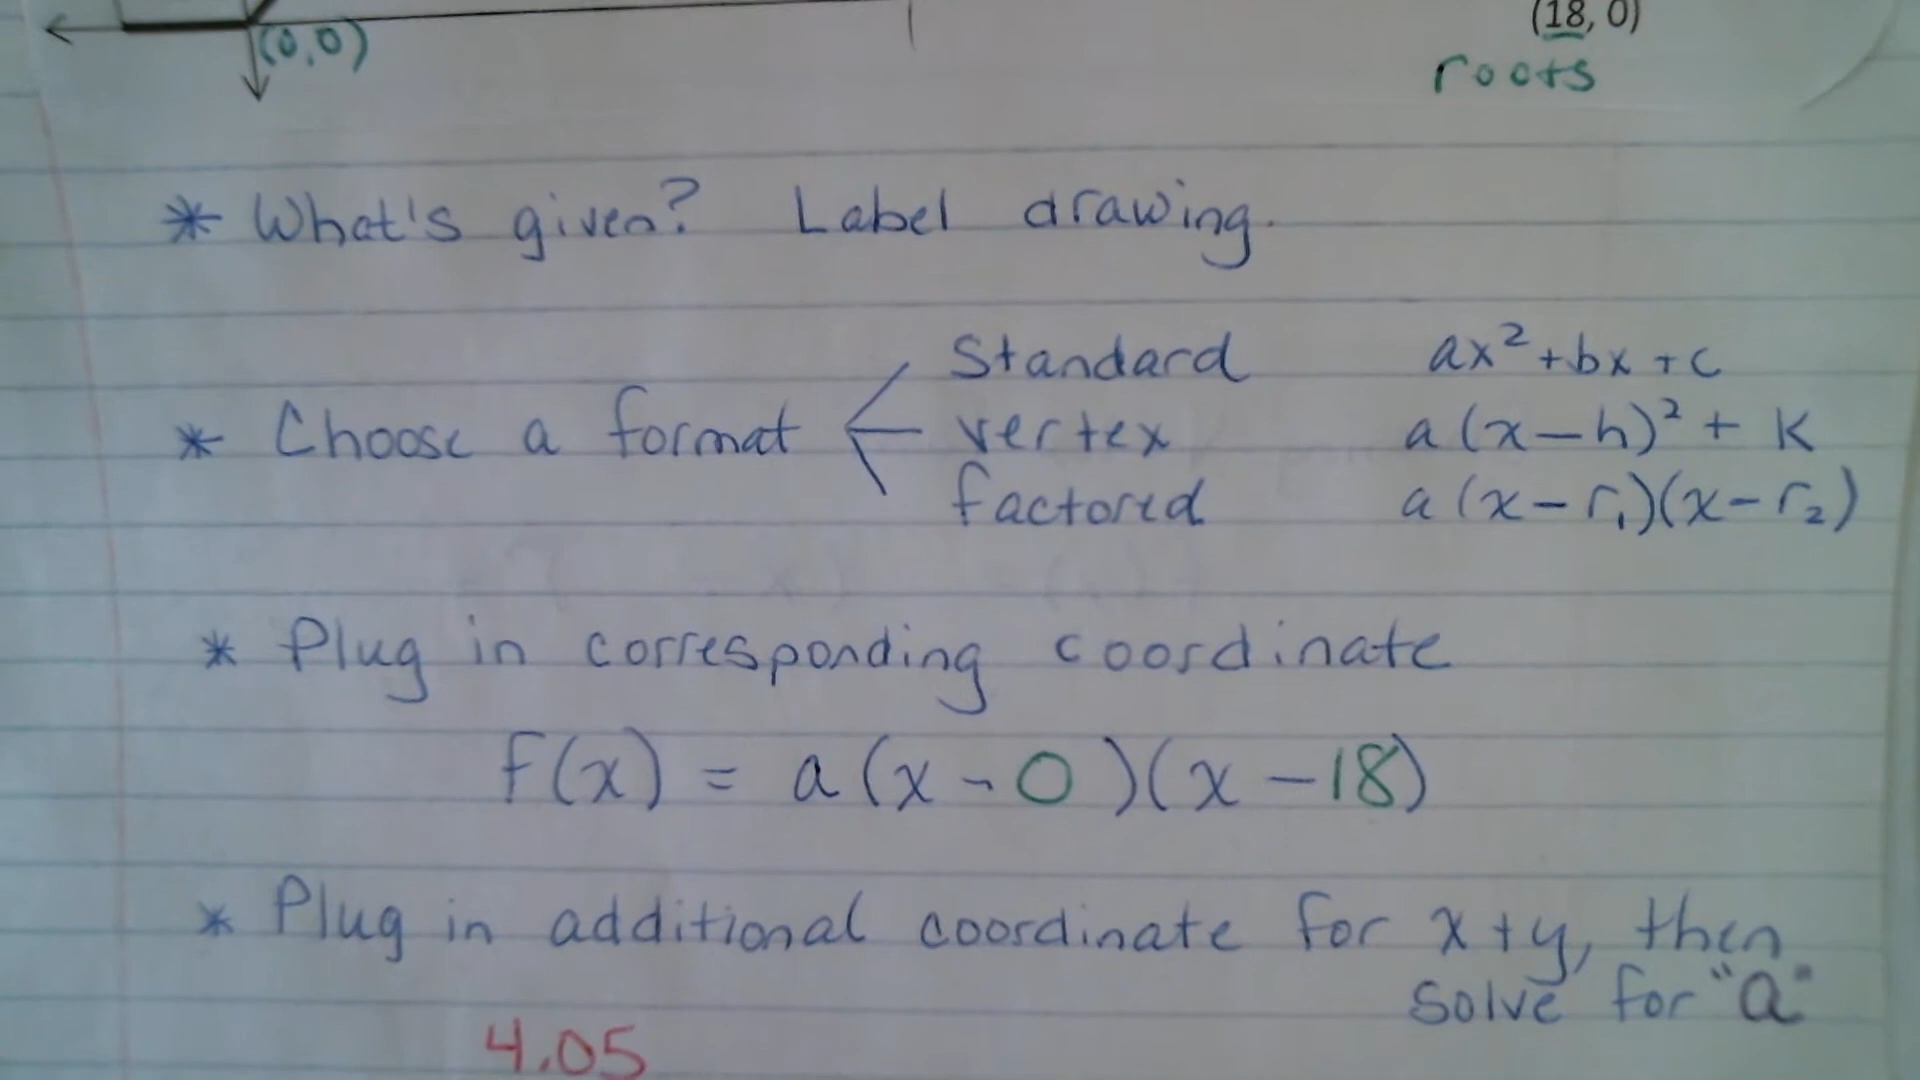 (0,0)
(18, 0)
roots
* What's given? Label drawing.
Standard ax²+bx+c
* Choose a format vertex a(x-h)²+K
factored a(x-r₁)(x-r₂)
* Plug in corresponding coordinate
f(x) = a(x-0)(x-18)
* Plug in additional coordinate for x+y, then
solve for "a"
4.05